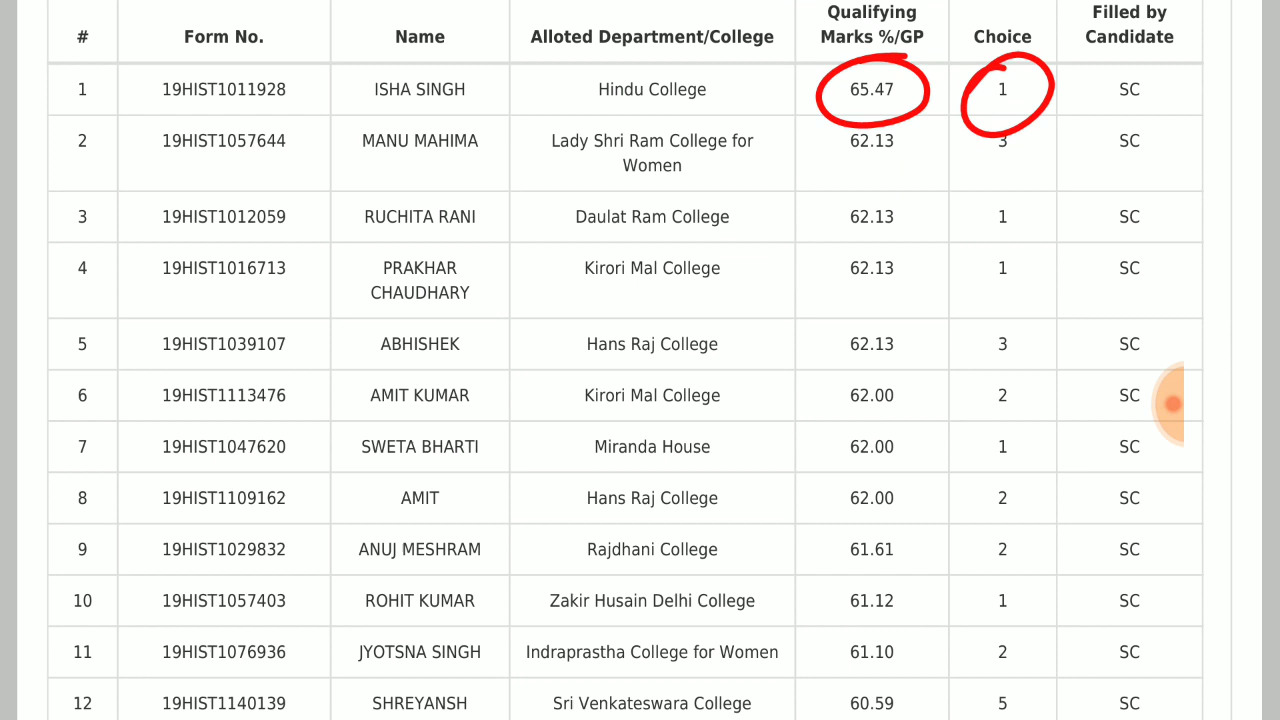 # Form No. Name Alloted Department/College Qualifying Marks %/GP Choice Filled by Candidate
1 19HIST1011928 ISHA SINGH Hindu College 65.47 1 SC
2 19HIST1057644 MANU MAHIMA Lady Shri Ram College for Women 62.13 3 SC
3 19HIST1012059 RUCHITA RANI Daulat Ram College 62.13 1 SC
4 19HIST1016713 PRAKHAR CHAUDHARY Kirori Mal College 62.13 1 SC
5 19HIST1039107 ABHISHEK Hans Raj College 62.13 3 SC
6 19HIST1113476 AMIT KUMAR Kirori Mal College 62.00 2 SC
7 19HIST1047620 SWETA BHARTI Miranda House 62.00 1 SC
8 19HIST1109162 AMIT Hans Raj College 62.00 2 SC
9 19HIST1029832 ANUJ MESHRAM Rajdhani College 61.61 2 SC
10 19HIST1057403 ROHIT KUMAR Zakir Husain Delhi College 61.12 1 SC
11 19HIST1076936 JYOTSNA SINGH Indraprastha College for Women 61.10 2 SC
12 19HIST1140139 SHREYANSH Sri Venkateswara College 60.59 5 SC